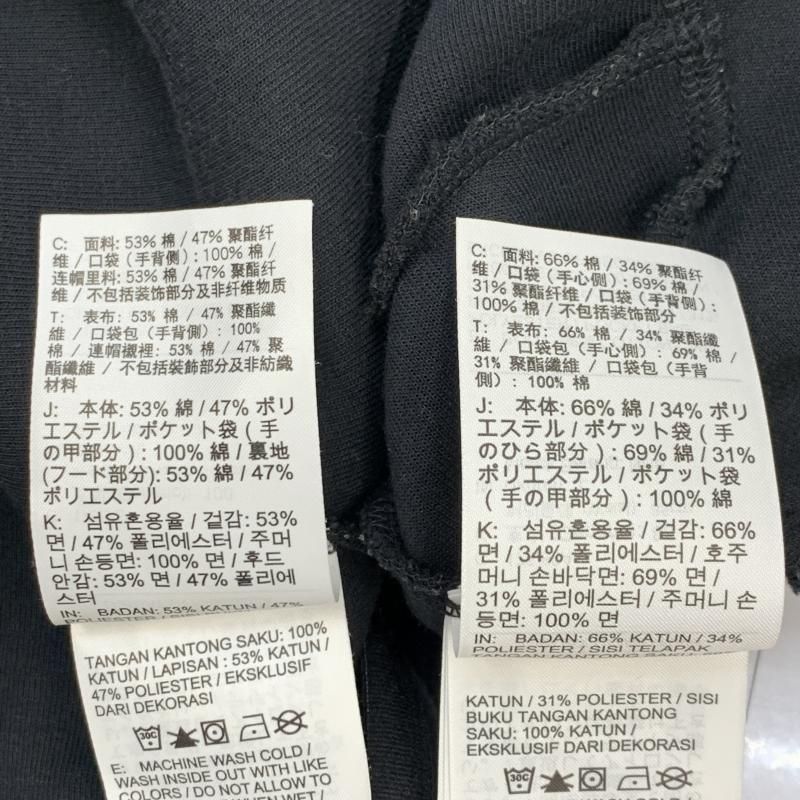 C: 面料: 53% 棉 / 47% 聚酯纤
维 / 口袋（手背侧）: 100% 棉 /
连帽里料: 53% 棉 / 47% 聚酯纤
维 / 不包括装饰部分及非纤维物质
T: 表布: 53% 棉 / 47% 聚酯纖
維 / 口袋包（手背側）: 100%
棉 / 連帽襯裡: 53% 棉 / 47% 聚
酯纖維 / 不包括裝飾部分及非紡織
材料
J: 本体: 53% 綿 / 47% ポリ
エステル / ポケット袋 ( 手
の甲部分 ) : 100% 綿 / 裏地
(フード部分): 53% 綿 / 47%
ポリエステル
K: 섬유혼용율 / 겉감: 53%
면 / 47% 폴리에스터 / 주머
니 손등면: 100% 면 / 후드
안감: 53% 면 / 47% 폴리에
스터
IN: BADAN: 53% KATUN / 47%
TANGAN KANTONG SAKU: 100%
KATUN / LAPISAN : 53% KATUN /
47% POLIESTER / EKSKLUSIF
DARI DEKORASI
30C
E: MACHINE WASH COLD /
WASH INSIDE OUT WITH LIKE
COLORS / DO NOT ALLOW TO
WHEN WET /
C: 面料: 66% 棉 / 34% 聚酯纤
维 / 口袋（手心侧）: 69% 棉 /
31% 聚酯纤维 / 口袋（手背侧）:
100% 棉 / 不包括装饰部分
T: 表布: 66% 棉 / 34% 聚酯纖
維 / 口袋包（手心側）: 69% 棉 /
31% 聚酯纖維 / 口袋包（手背
側）: 100% 棉
J: 本体: 66% 綿 / 34% ポリ
エステル / ポケット袋 ( 手
のひら部分 ) : 69% 綿 / 31%
ポリエステル / ポケット袋
( 手の甲部分 ) : 100% 綿
K: 섬유혼용율 / 겉감: 66%
면 / 34% 폴리에스터 / 호주
머니 손바닥면: 69% 면 /
31% 폴리에스터 / 주머니 손
등면: 100% 면
IN: BADAN: 66% KATUN / 34%
POLIESTER / SISI TELAPAK
KATUN / 31% POLIESTER / SISI
BUKU TANGAN KANTONG
SAKU: 100% KATUN /
EKSKLUSIF DARI DEKORASI
30C